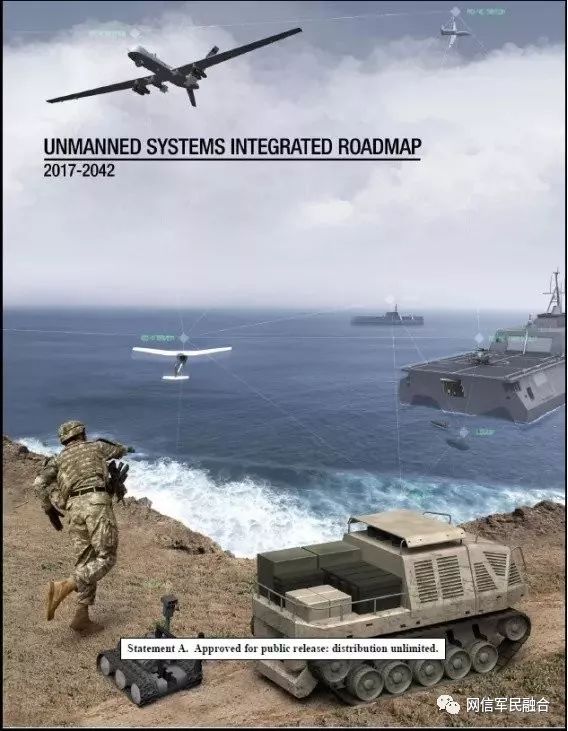 UNMANNED SYSTEMS INTEGRATED ROADMAP
2017-2042
Statement A. Approved for public release: distribution unlimited.
网信军民融合